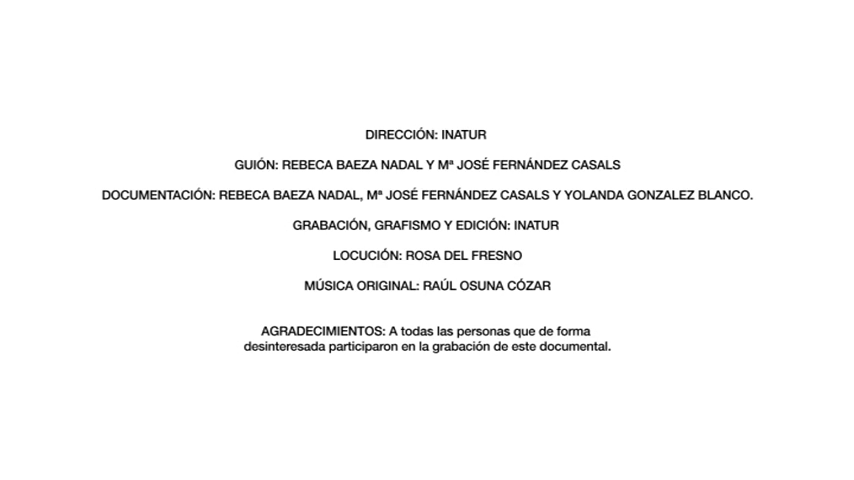 DIRECCIÓN: INATUR
GUIÓN: REBECA BAEZA NADAL Y Mª JOSÉ FERNÁNDEZ CASALS
DOCUMENTACIÓN: REBECA BAEZA NADAL, Mª JOSÉ FERNÁNDEZ CASALS Y YOLANDA GONZALEZ BLANCO.
GRABACIÓN, GRAFISMO Y EDICIÓN: INATUR
LOCUCIÓN: ROSA DEL FRESNO
MÚSICA ORIGINAL: RAÚL OSUNA CÓZAR
AGRADECIMIENTOS: A todas las personas que de forma
desinteresada participaron en la grabación de este documental.